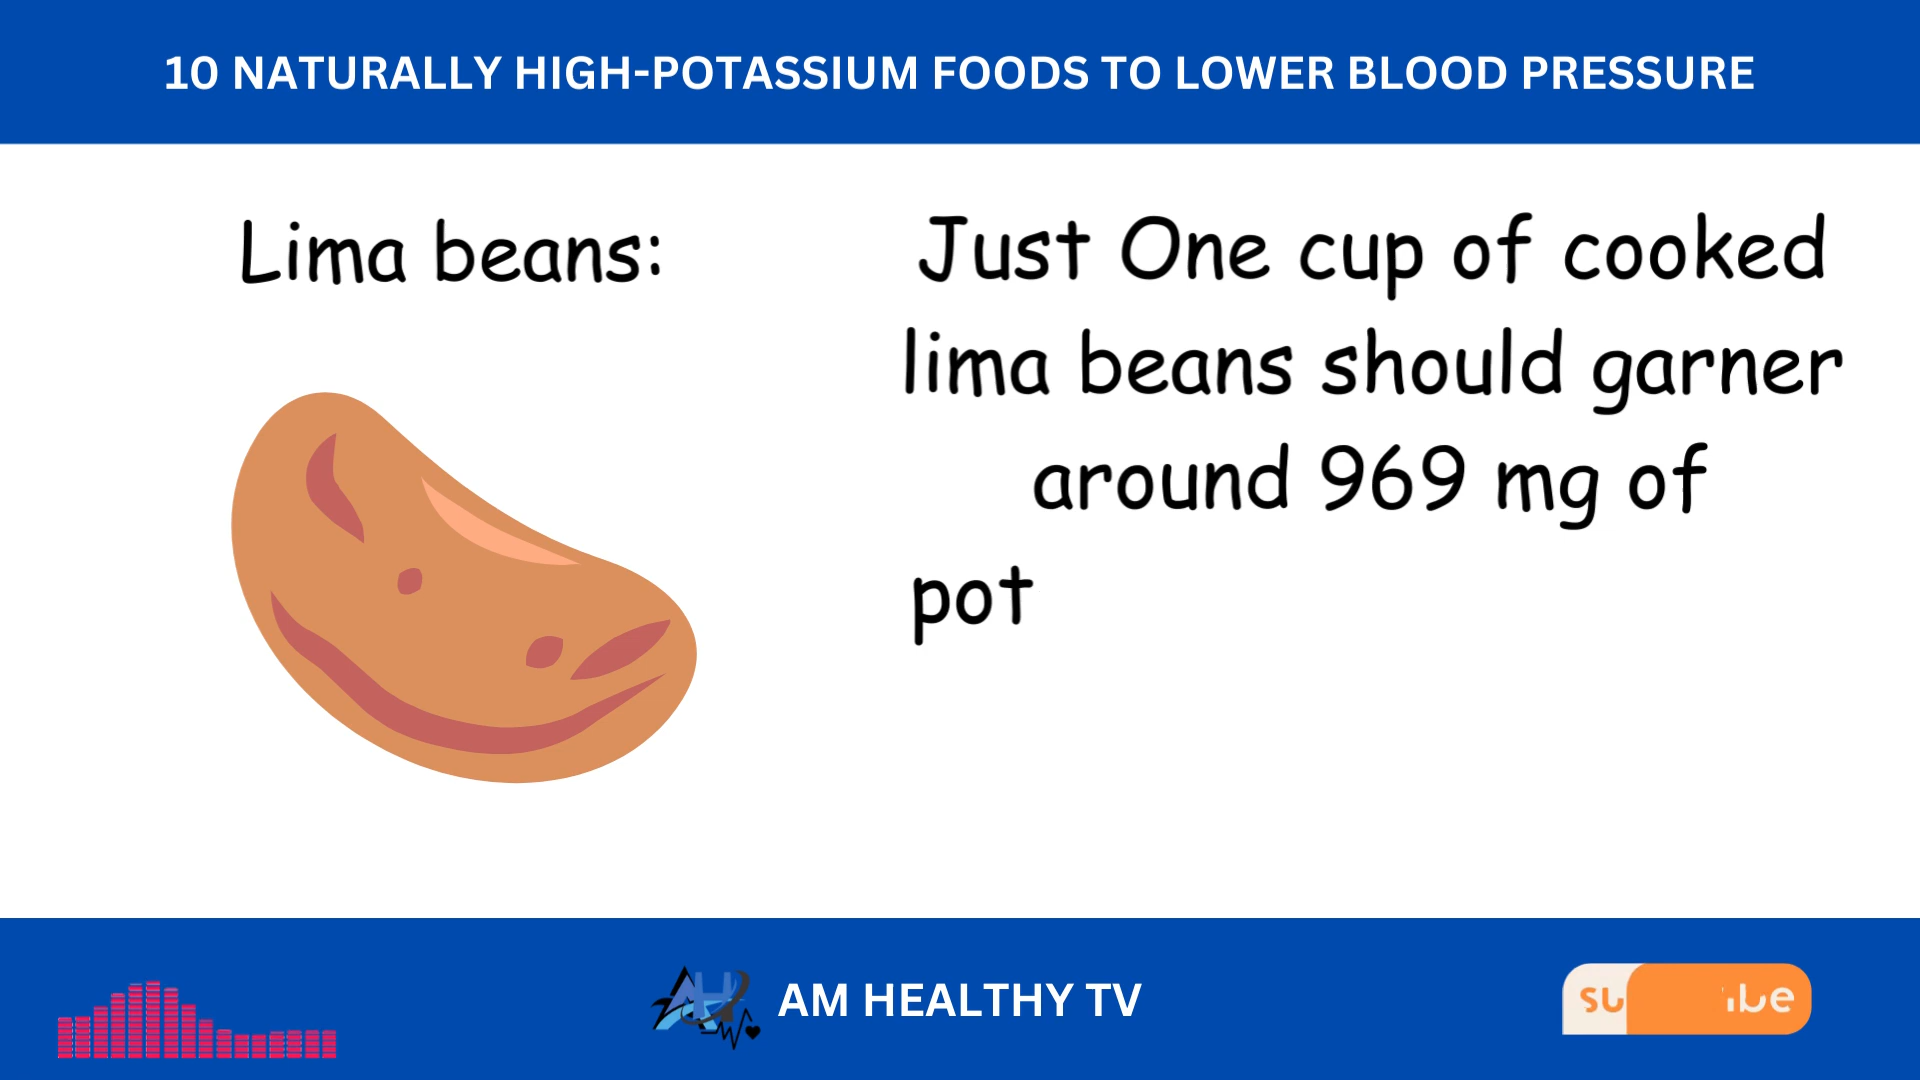 10 NATURALLY HIGH-POTASSIUM FOODS TO LOWER BLOOD PRESSURE
Lima beans:
Just One cup of cooked
lima beans should garner
around 969 mg of
pot
AM HEALTHY TV